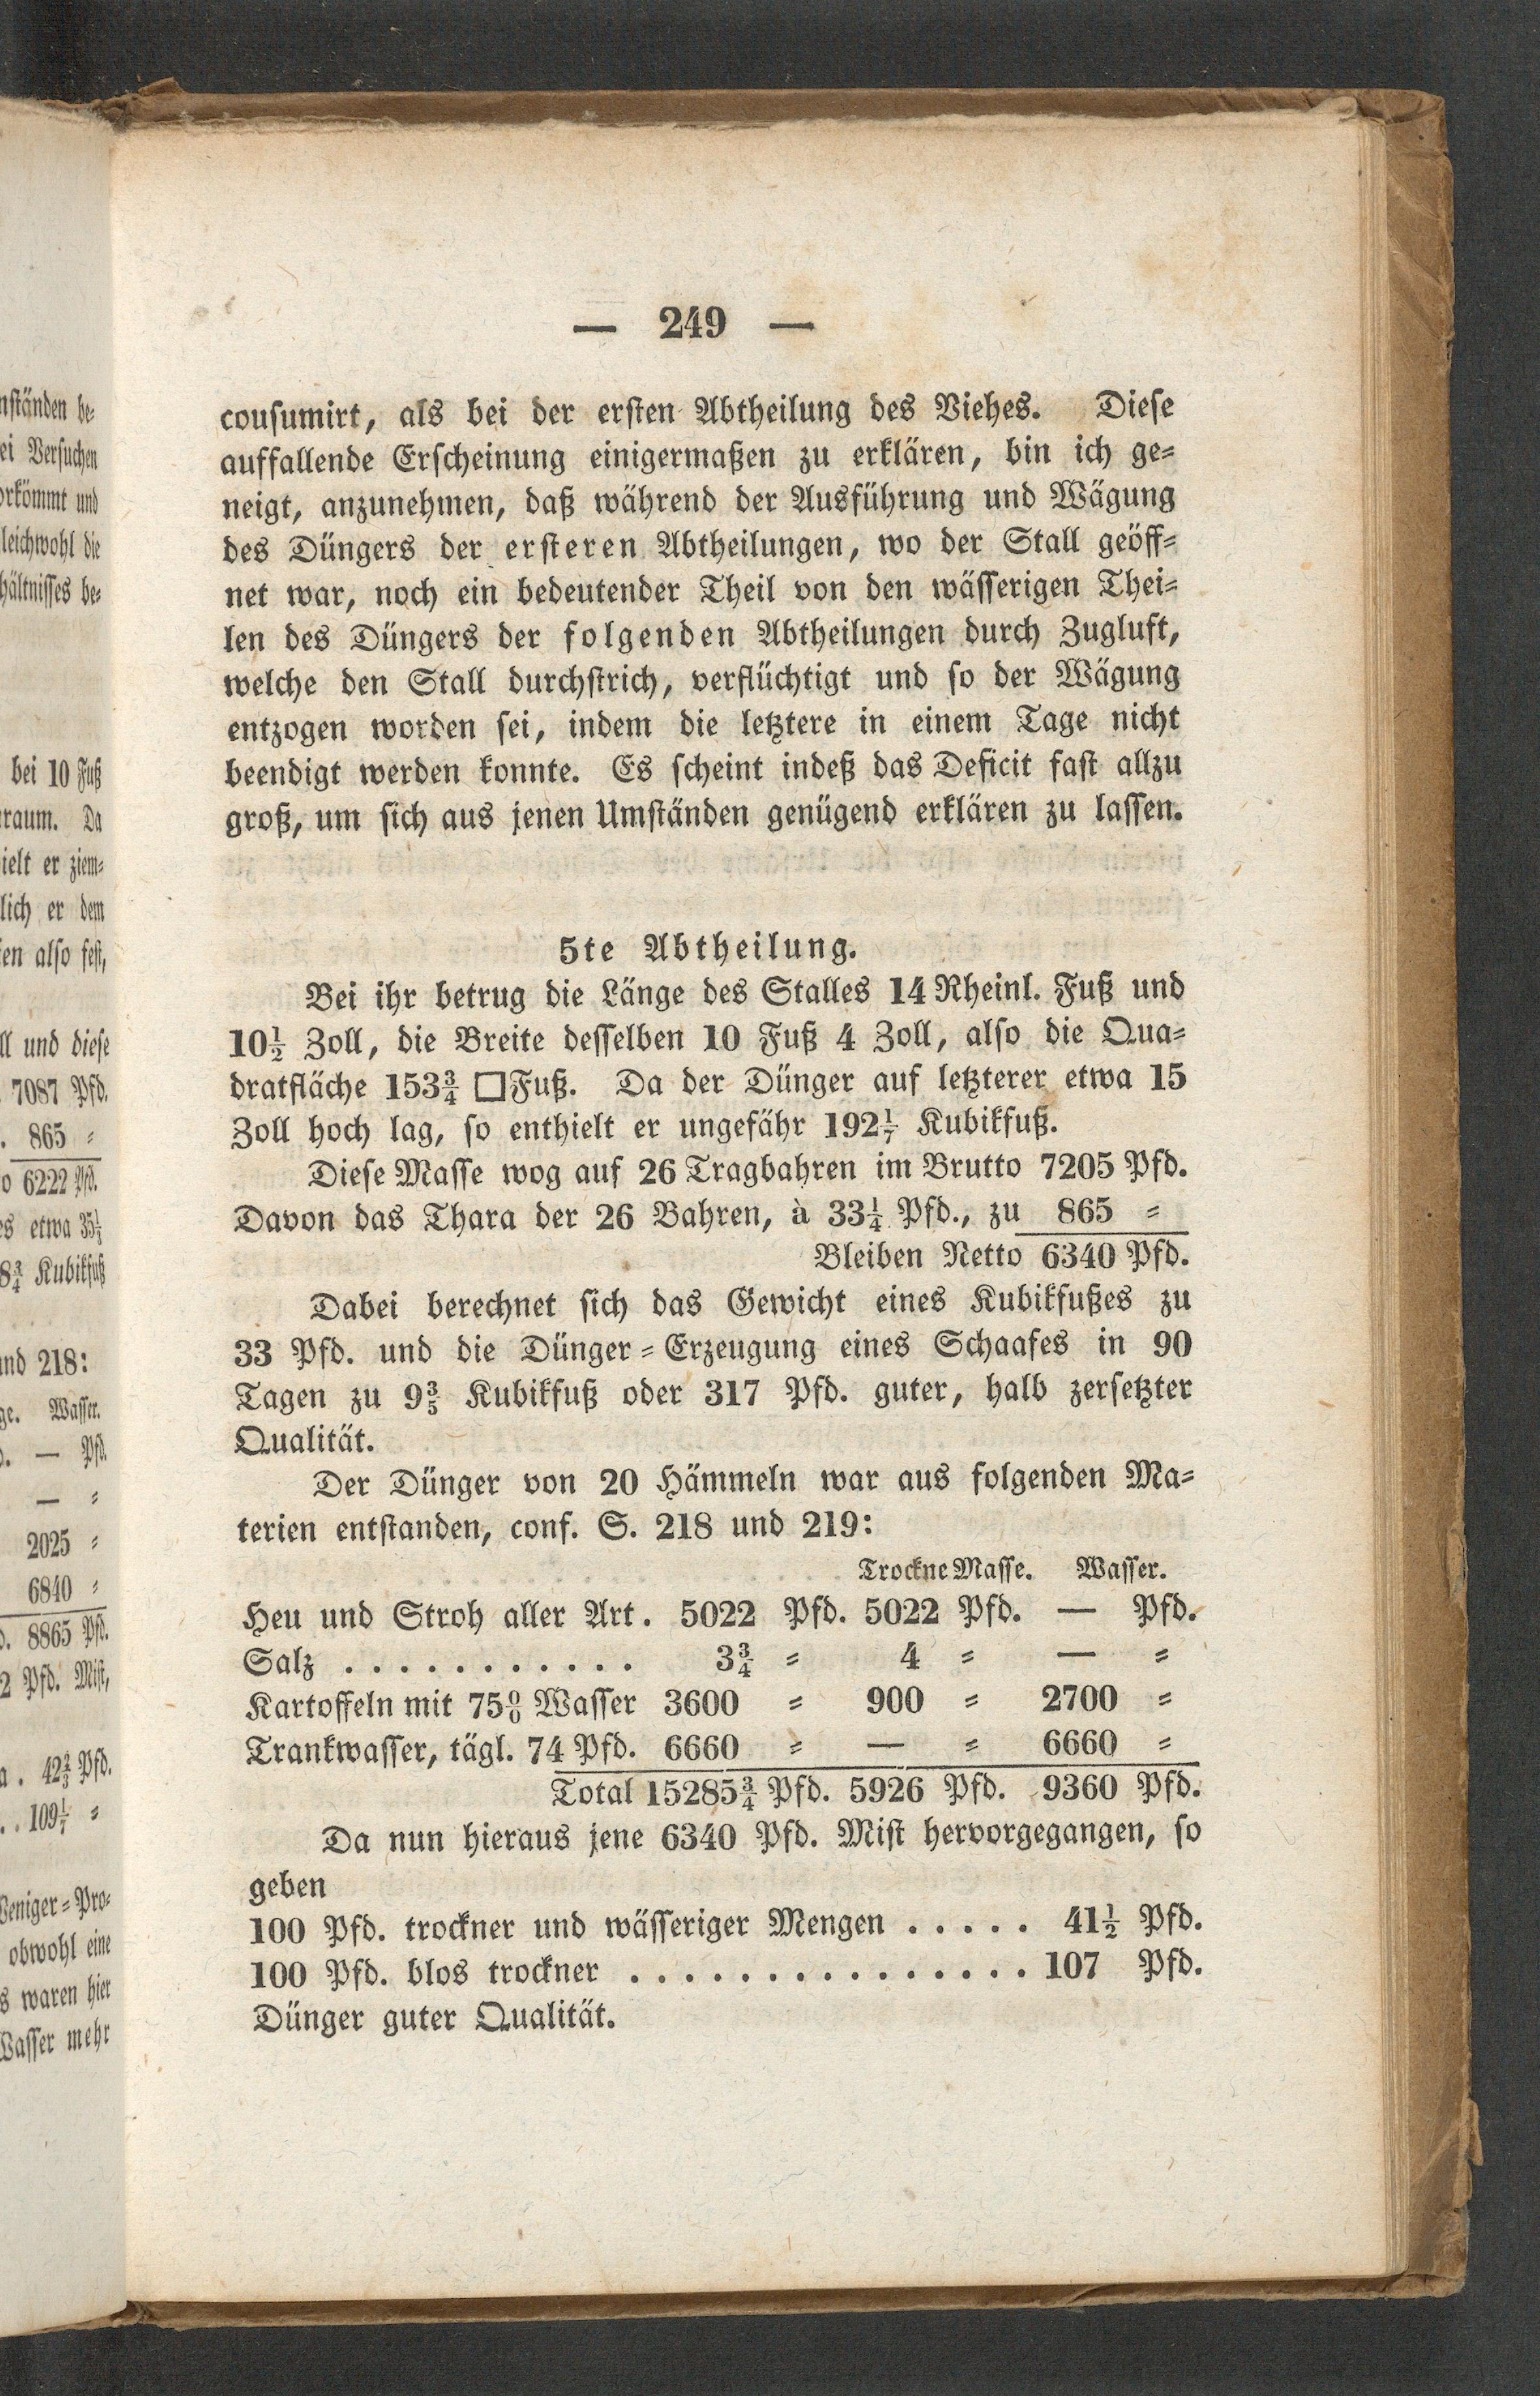 — 249 —
cousumirt, als bei der ersten Abtheilung des Viehes. Diese
auffallende Erscheinung einigermaßen zu erklären, bin ich ge-
neigt, anzunehmen, daß während der Ausführung und Wägung
des Düngers der ersteren Abtheilungen, wo der Stall geöff-
net war, noch ein bedeutender Theil von den wässerigen Thei-
len des Düngers der folgenden Abtheilungen durch Zugluft,
welche den Stall durchstrich, verflüchtigt und so der Wägung
entzogen worden sei, indem die letztere in einem Tage nicht
beendigt werden konnte. Es scheint indeß das Deficit fast allzu
groß, um sich aus jenen Umständen genügend erklären zu lassen.
5te Abtheilung.
Bei ihr betrug die Länge des Stalles 14 Rheinl. Fuß und
10½ Zoll, die Breite desselben 10 Fuß 4 Zoll, also die Qua-
dratfläche 153¾ □Fuß. Da der Dünger auf letzterer etwa 15
Zoll hoch lag, so enthielt er ungefähr 192⅐ Kubikfuß.
Diese Masse wog auf 26 Tragbahren im Brutto 7205 Pfd.
Davon das Thara der 26 Bahren, à 33¼ Pfd., zu 865 =
Bleiben Netto 6340 Pfd.
Dabei berechnet sich das Gewicht eines Kubikfußes zu
33 Pfd. und die Dünger-Erzeugung eines Schaafes in 90
Tagen zu 9⅗ Kubikfuß oder 317 Pfd. guter, halb zersetzter
Qualität.
Der Dünger von 20 Hämmeln war aus folgenden Ma-
terien entstanden, conf. S. 218 und 219:
Trockne Masse. Wasser.
Heu und Stroh aller Art. 5022 Pfd. 5022 Pfd. — Pfd.
Salz . . . . . . . . . . . 3¾ = 4 = — =
Kartoffeln mit 75% Wasser 3600 = 900 = 2700 =
Trankwasser, tägl. 74 Pfd. 6660 = — = 6660 =
Total 15285¾ Pfd. 5926 Pfd. 9360 Pfd.
Da nun hieraus jene 6340 Pfd. Mist hervorgegangen, so
geben
100 Pfd. trockner und wässeriger Mengen . . . . . 41½ Pfd.
100 Pfd. blos trockner . . . . . . . . . . . . . . . 107 Pfd.
Dünger guter Qualität.